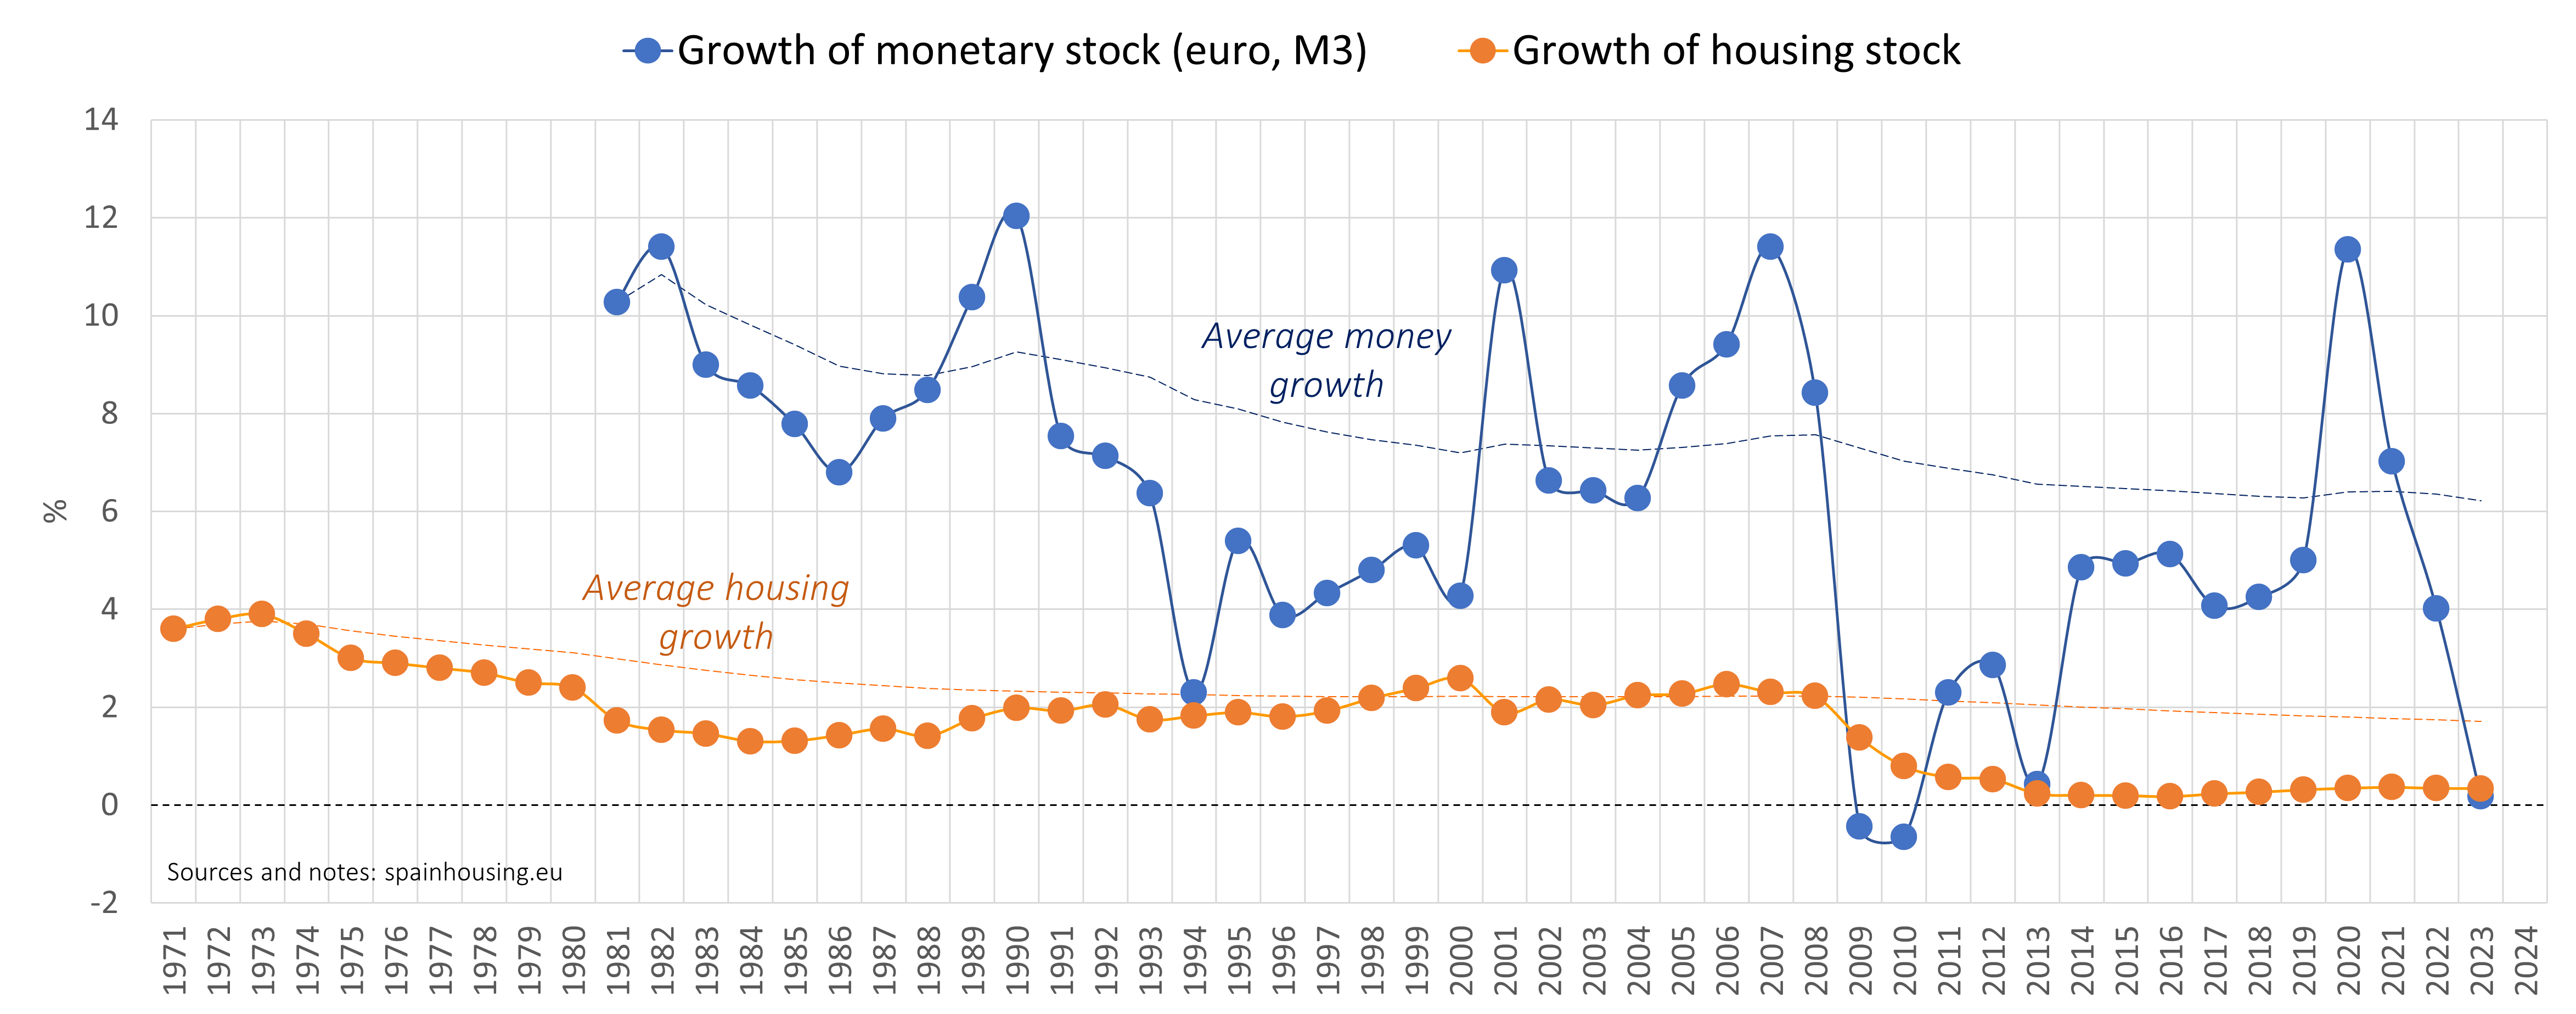 Growth of monetary stock (euro, M3) Growth of housing stock
14
12
10
8
6
4
2
0
-2
%
Average money
growth
Average housing
growth
Sources and notes: spainhousing.eu
1971 1972 1973 1974 1975 1976 1977 1978 1979 1980 1981 1982 1983 1984 1985 1986 1987 1988 1989 1990 1991 1992 1993 1994 1995 1996 1997 1998 1999 2000 2001 2002 2003 2004 2005 2006 2007 2008 2009 2010 2011 2012 2013 2014 2015 2016 2017 2018 2019 2020 2021 2022 2023 2024